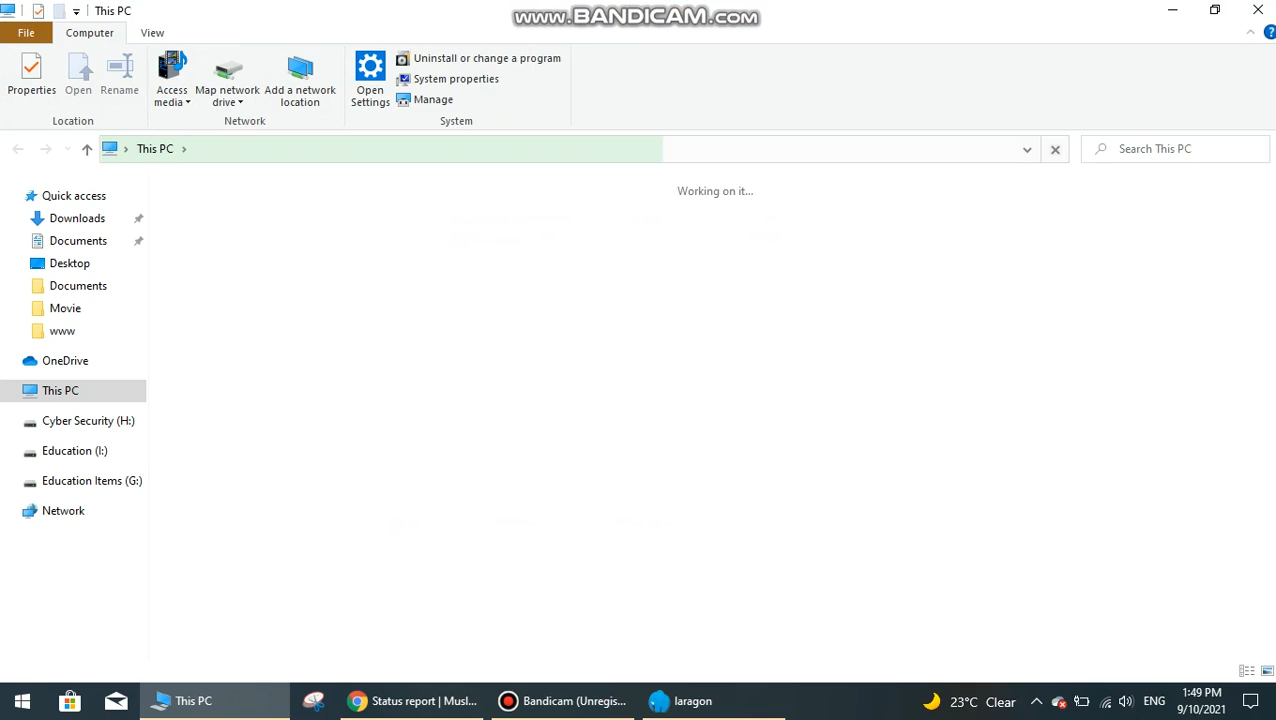 This PC
www.BANDICAM.com
File
Computer
View
Properties
Open
Rename
Access media
Map network drive
Add a network location
Open Settings
Uninstall or change a program
System properties
Manage
Location
Network
System
This PC
Search This PC
Working on it...
Quick access
Downloads
Documents
Desktop
Documents
Movie
www
OneDrive
This PC
Cyber Security (H:)
Education (I:)
Education Items (G:)
Network
This PC
Status report | Musl...
Bandicam (Unregis...
laragon
23°C Clear
ENG
1:49 PM
9/10/2021